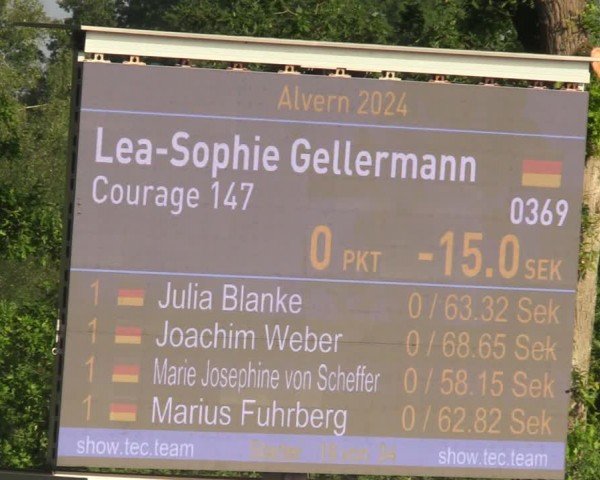 Alvern 2024
Lea-Sophie Gellermann
Courage 147
0369
0 PKT -15.0 SEK
1 Julia Blanke 0 / 63.32 Sek
1 Joachim Weber 0 / 68.65 Sek
1 Marie Josephine von Scheffer 0 / 58.15 Sek
1 Marius Fuhrberg 0 / 62.82 Sek
show.tec.team show.tec.team